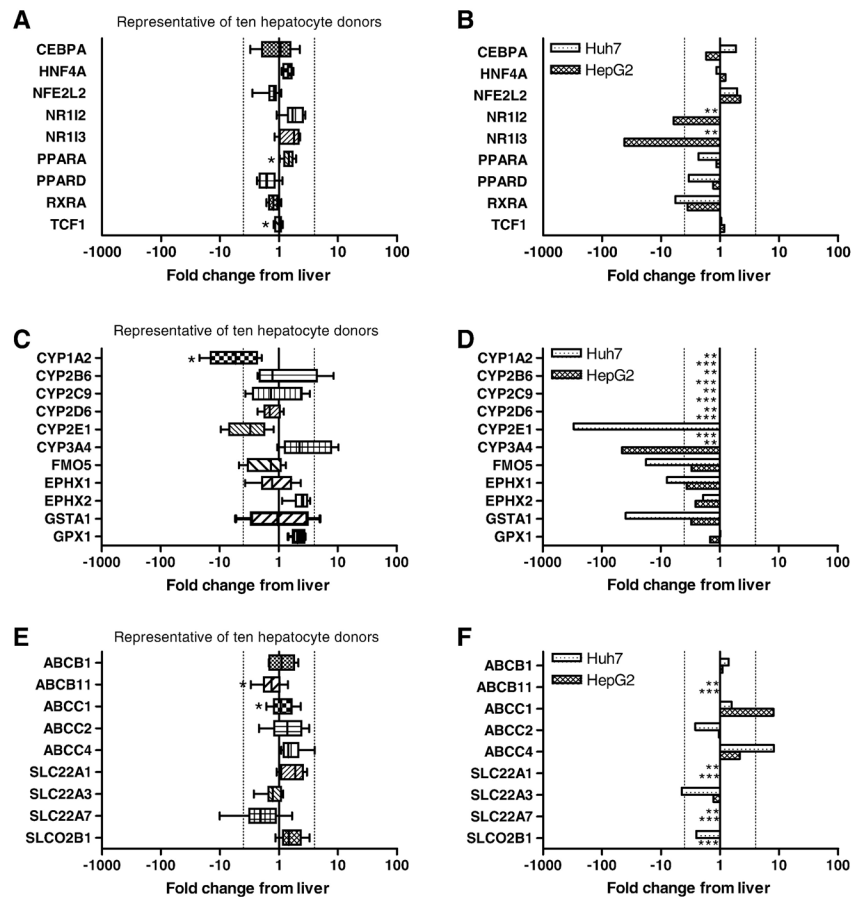 A
Representative of ten hepatocyte donors
CEBPA
HNF4A
NFE2L2
NR1I2
NR1I3
PPARA
*
PPARD
RXRA
TCF1
*
-1000 -100 -10 1 10 100
Fold change from liver
B
Huh7
HepG2
CEBPA
HNF4A
NFE2L2
NR1I2
**
NR1I3
**
PPARA
PPARD
RXRA
TCF1
-1000 -100 -10 1 10 100
Fold change from liver
C
Representative of ten hepatocyte donors
CYP1A2
*
CYP2B6
CYP2C9
CYP2D6
CYP2E1
CYP3A4
FMO5
EPHX1
EPHX2
GSTA1
GPX1
-1000 -100 -10 1 10 100
Fold change from liver
D
Huh7
HepG2
CYP1A2
**
***
CYP2B6
**
***
CYP2C9
**
***
CYP2D6
**
***
CYP2E1
***
CYP3A4
**
FMO5
EPHX1
EPHX2
GSTA1
GPX1
-1000 -100 -10 1 10 100
Fold change from liver
E
Representative of ten hepatocyte donors
ABCB1
ABCB11
*
ABCC1
*
ABCC2
ABCC4
SLC22A1
SLC22A3
SLC22A7
SLCO2B1
-1000 -100 -10 1 10 100
Fold change from liver
F
Huh7
HepG2
ABCB1
ABCB11
**
***
ABCC1
ABCC2
ABCC4
SLC22A1
**
***
SLC22A3
SLC22A7
**
***
SLCO2B1
***
-1000 -100 -10 1 10 100
Fold change from liver